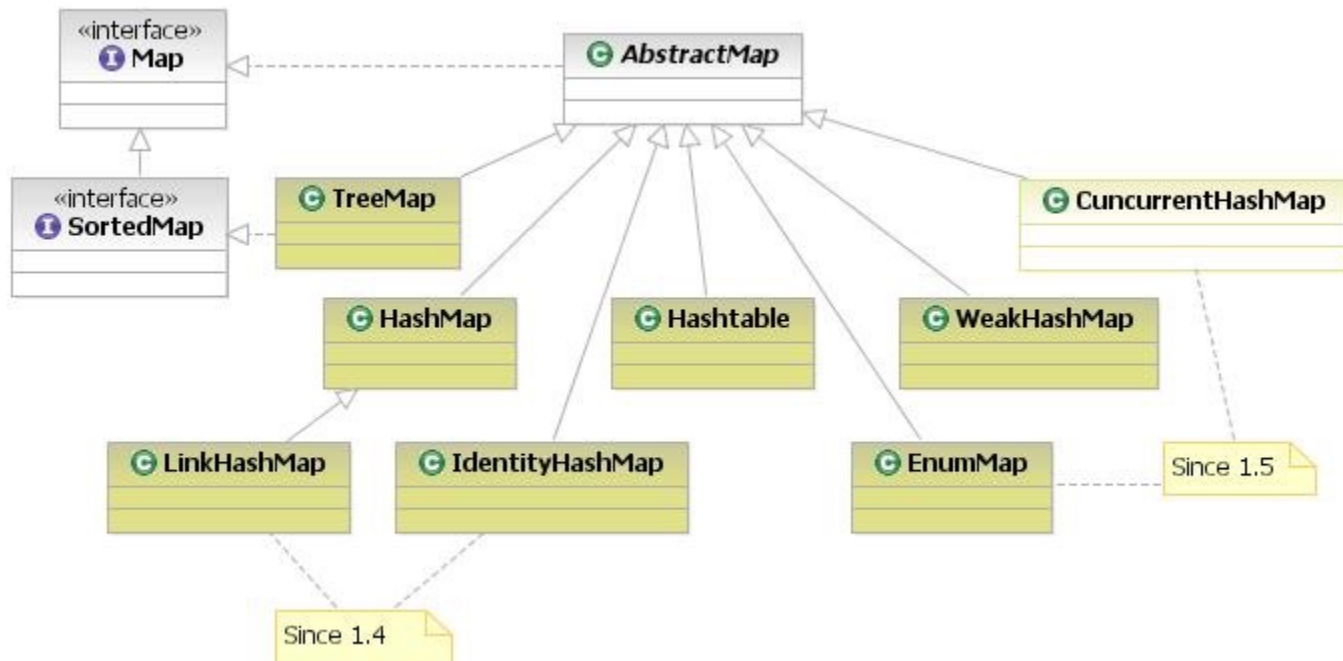 «interface»
I Map
C AbstractMap
«interface»
I SortedMap
C TreeMap
C CuncurrentHashMap
C HashMap
C Hashtable
C WeakHashMap
C LinkHashMap
C IdentityHashMap
C EnumMap
Since 1.5
Since 1.4